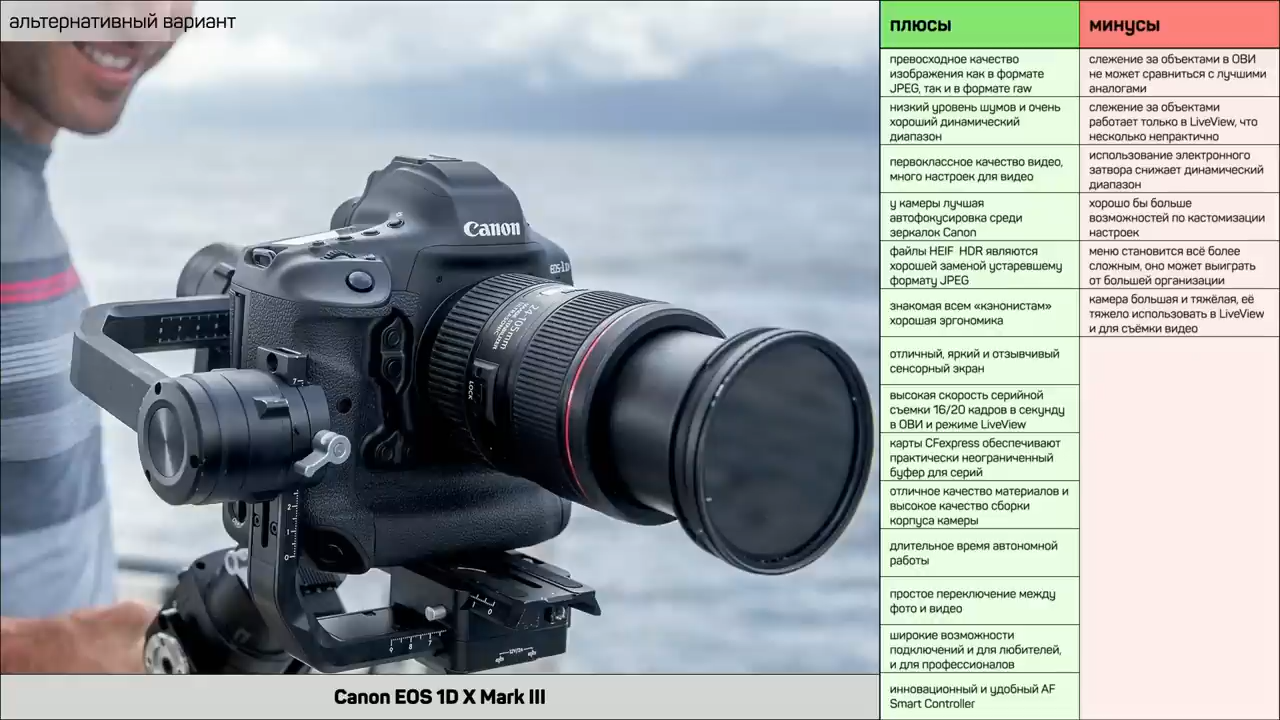 альтернативный вариант
Canon
EOS-1D
24-105mm
LOCK
Canon EOS 1D X Mark III
плюсы
превосходное качество
изображения как в формате
JPEG, так и в формате raw
низкий уровень шумов и очень
хороший динамический
диапазон
первоклассное качество видео,
много настроек для видео
у камеры лучшая
автофокусировка среди
зеркалок Canon
файлы HEIF HDR являются
хорошей заменой устаревшему
формату JPEG
знакомая всем «кэнонистам»
хорошая эргономика
отличный, яркий и отзывчивый
сенсорный экран
высокая скорость серийной
съемки 16/20 кадров в секунду
в ОВИ и режиме LiveView
карты CFexpress обеспечивают
практически неограниченный
буфер для серий
отличное качество материалов и
высокое качество сборки
корпуса камеры
длительное время автономной
работы
простое переключение между
фото и видео
широкие возможности
подключений и для любителей,
и для профессионалов
инновационный и удобный AF
Smart Controller
минусы
слежение за объектами в ОВИ
не может сравниться с лучшими
аналогами
слежение за объектами
работает только в LiveView, что
несколько непрактично
использование электронного
затвора снижает динамический
диапазон
хорошо бы больше
возможностей по кастомизации
настроек
меню становится всё более
сложным, оно может выиграть
от большей организации
камера большая и тяжёлая, её
тяжело использовать в LiveView
и для съёмки видео